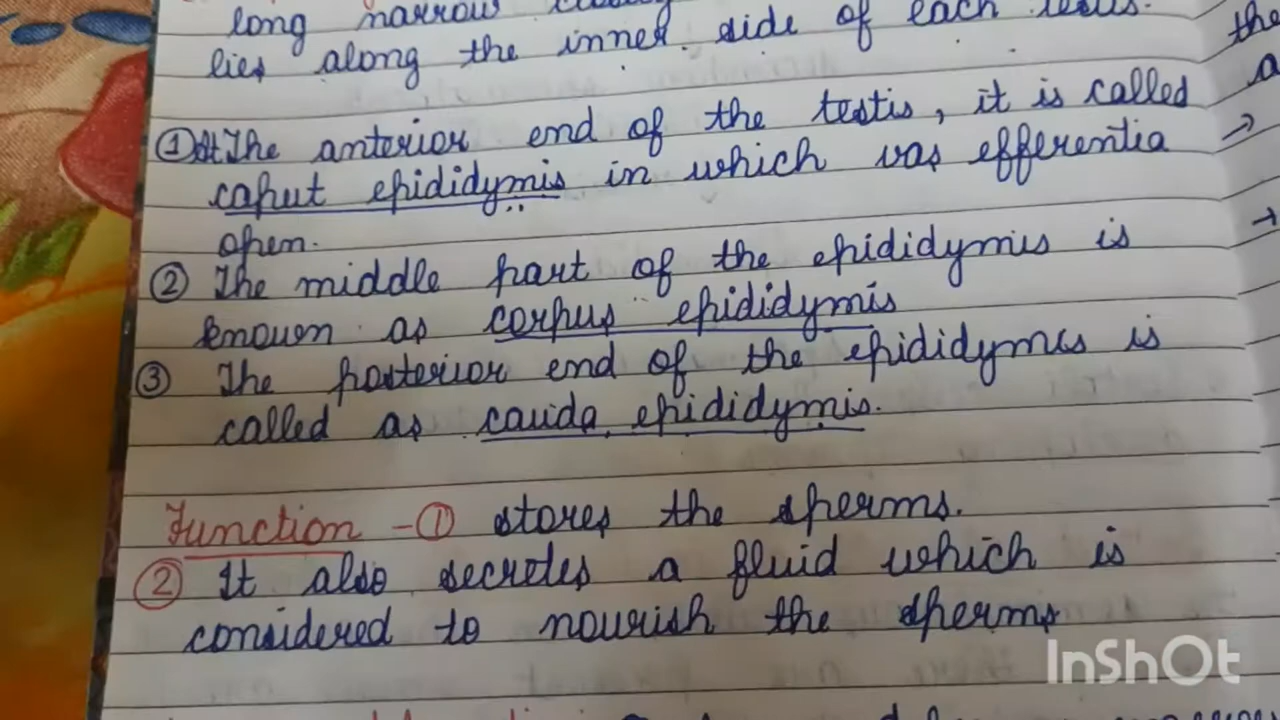 long narrow
lies along the inner side of each testis.
① The anterior end of the testis, it is called
caput epididymis in which vas efferentia
open.
② The middle part of the epididymis is
known as corpus epididymis
③ The posterior end of the epididymis is
called as cauda epididymis.
Function - ① stores the sperms.
② It also secretes a fluid which is
considered to nourish the sperms
the
a
InShOt